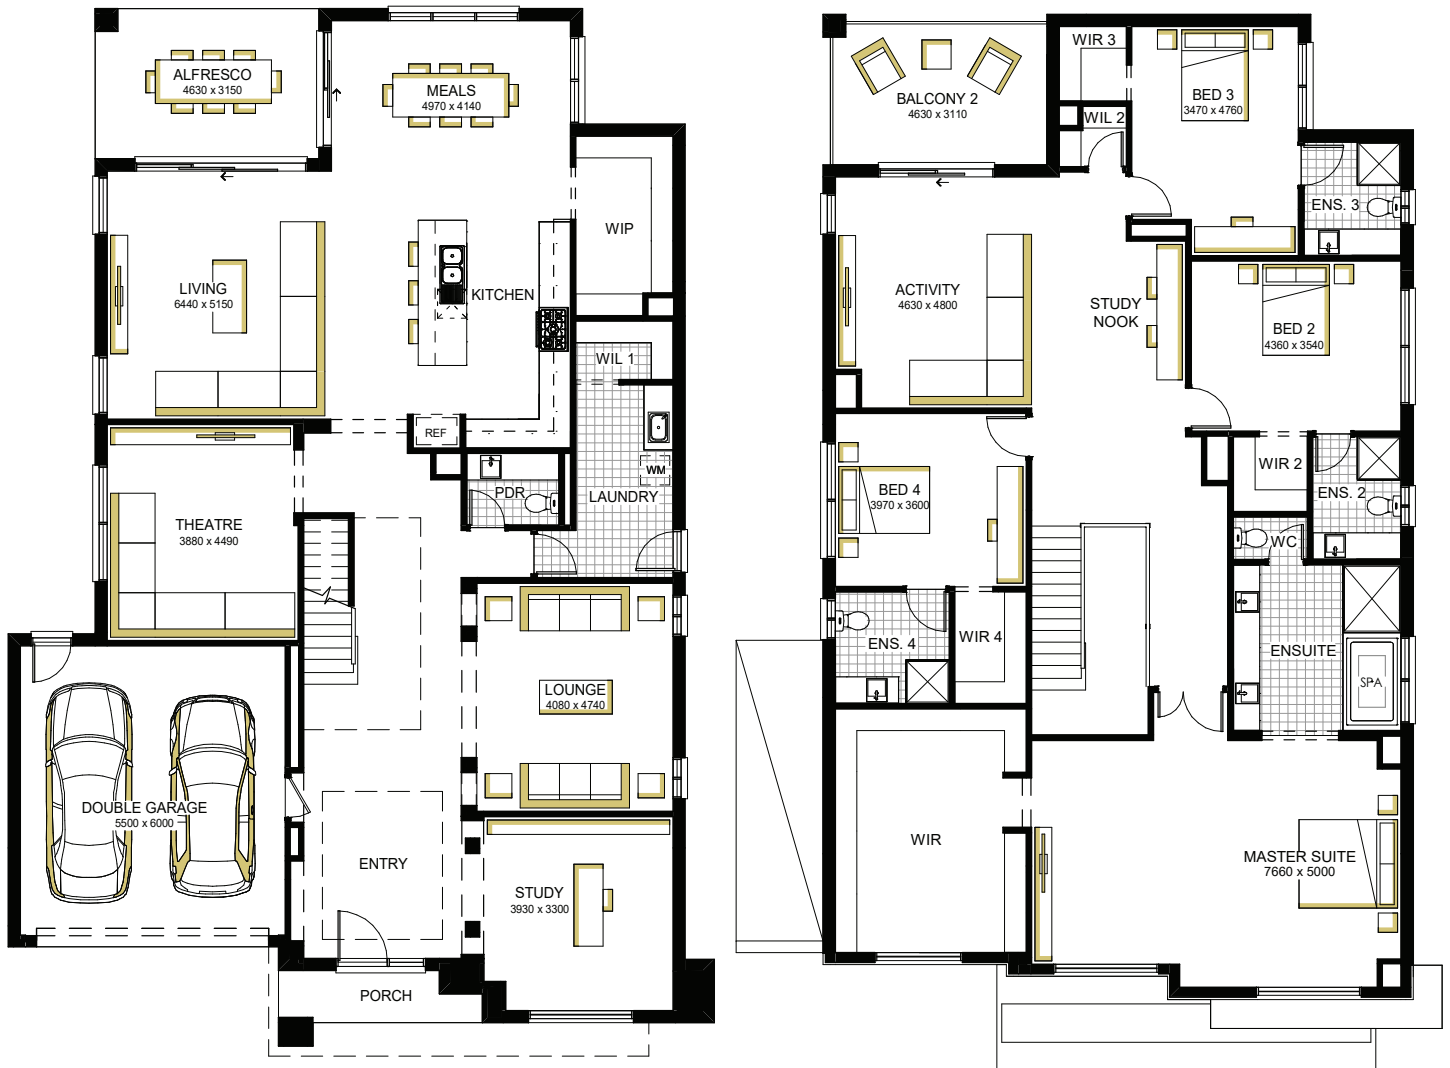 ALFRESCO
4630 x 3150
MEALS
4970 x 4140
WIP
LIVING
6440 x 5150
KITCHEN
WIL 1
REF
WM
PDR
LAUNDRY
THEATRE
3880 x 4490
LOUNGE
4080 x 4740
DOUBLE GARAGE
5500 x 6000
ENTRY
STUDY
3930 x 3300
PORCH
WIR 3
BED 3
3470 x 4760
BALCONY 2
4630 x 3110
WIL 2
ENS. 3
ACTIVITY
4630 x 4800
STUDY
NOOK
BED 2
4360 x 3540
WIR 2
ENS. 2
BED 4
3970 x 3600
WC
ENS. 4
WIR 4
ENSUITE
SPA
WIR
MASTER SUITE
7660 x 5000